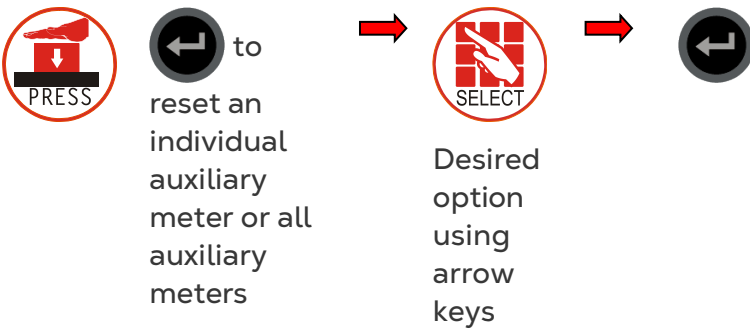 PRESS
to
reset an
individual
auxiliary
meter or all
auxiliary
meters
SELECT
Desired
option
using
arrow
keys